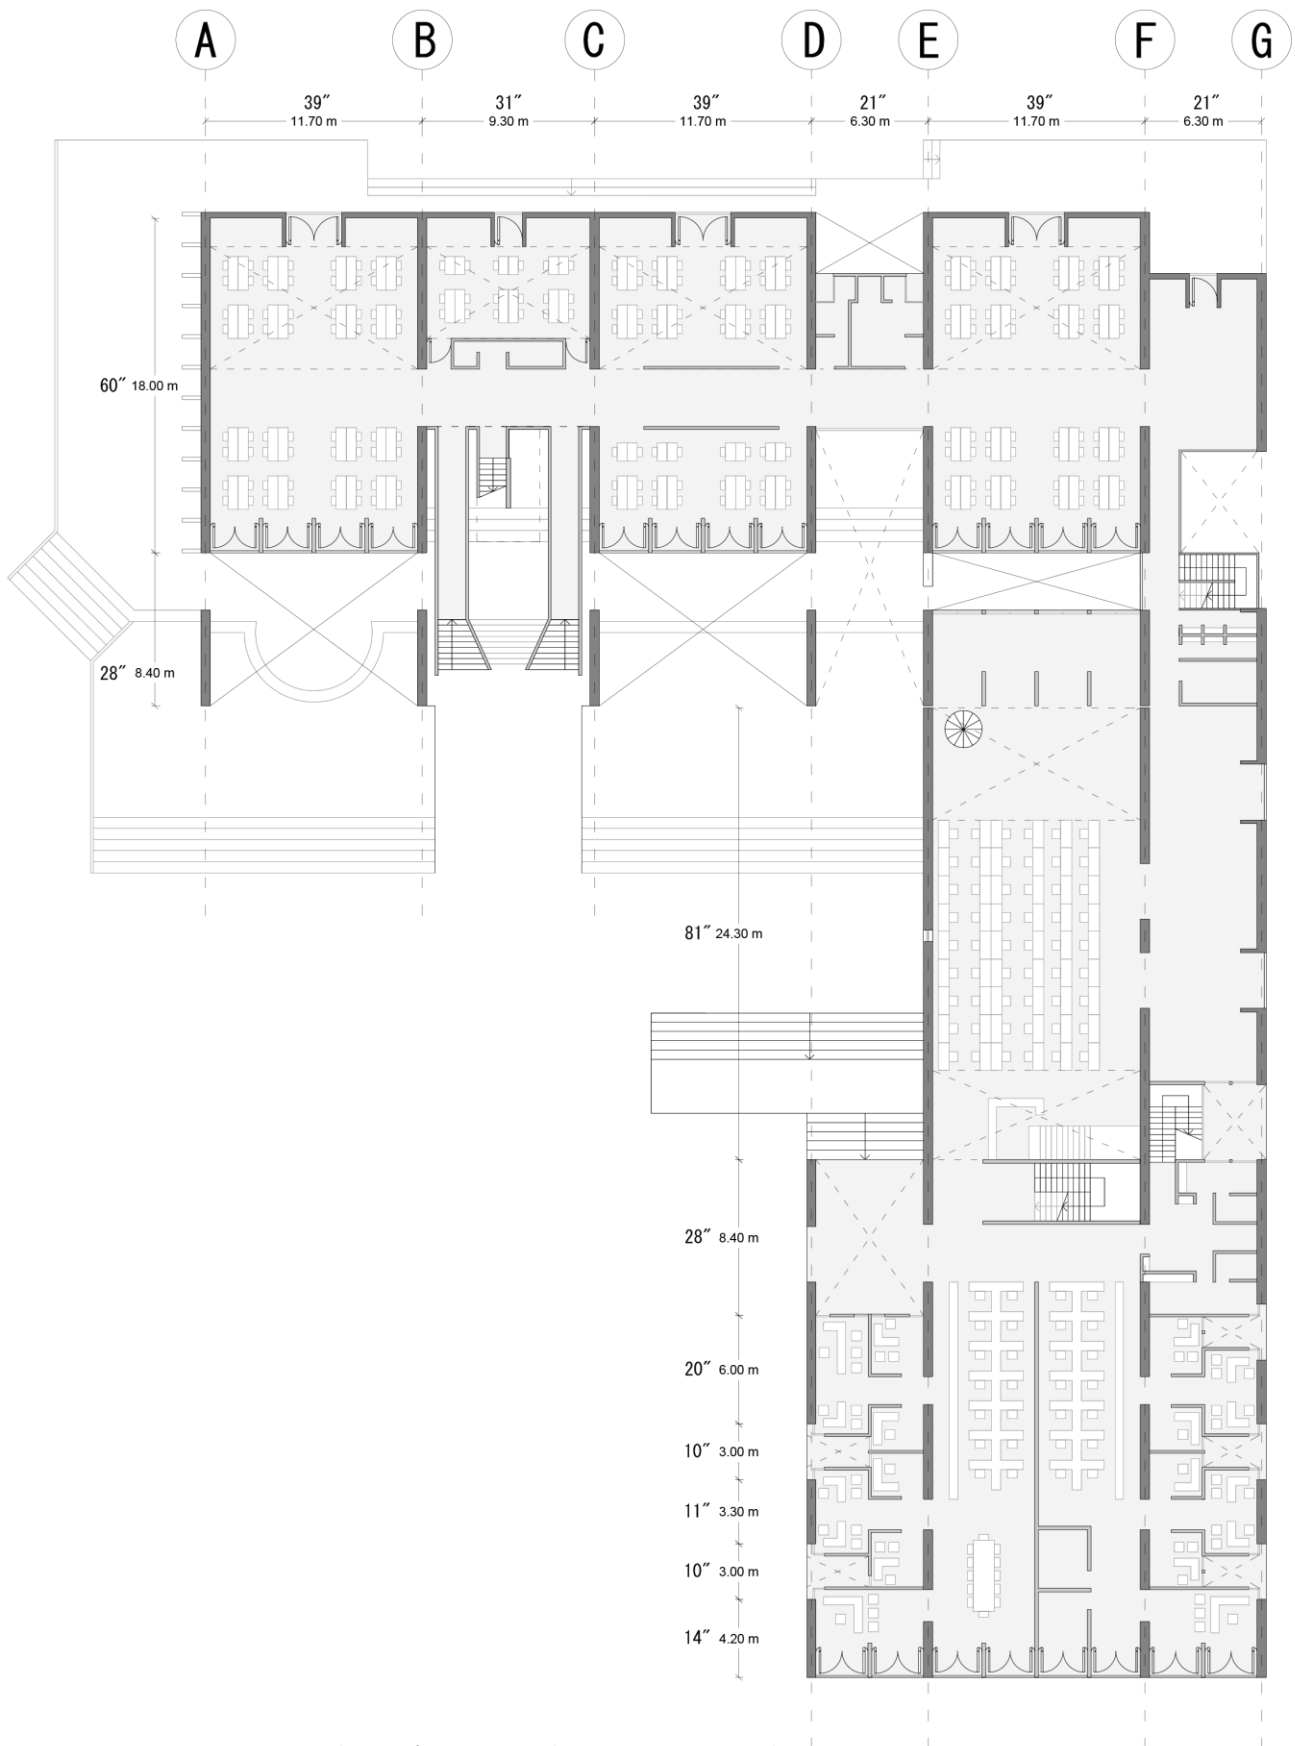 A B C D E F G
39″ 31″ 39″ 21″ 39″ 21″
11.70 m 9.30 m 11.70 m 6.30 m 11.70 m 6.30 m
60″ 18.00 m
28″ 8.40 m
81″ 24.30 m
28″ 8.40 m
20″ 6.00 m
10″ 3.00 m
11″ 3.30 m
10″ 3.00 m
14″ 4.20 m